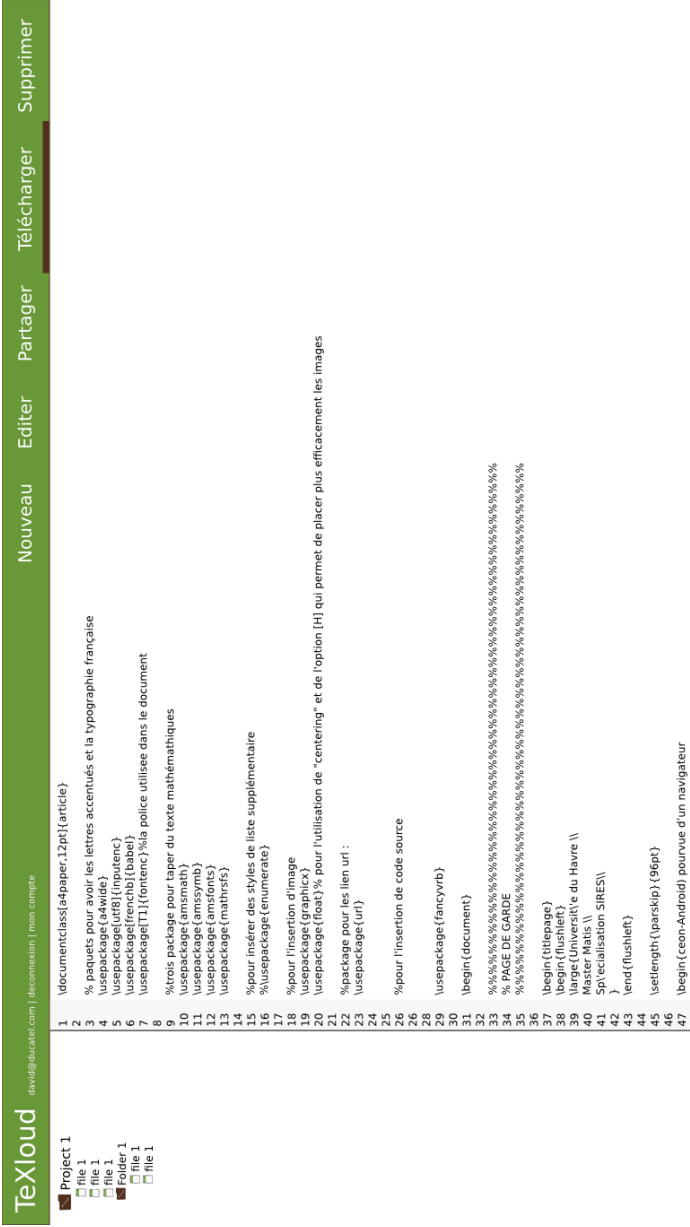 TeXloud
david@ducatel.com | deconnexion | mon compte
Nouveau Editer Partager Télécharger Supprimer
Project 1
file 1
file 1
file 1
Folder 1
file 1
file 1
1 \documentclass[a4paper,12pt]{article}
2
3 % paquets pour avoir les lettres accentués et la typographie française
4 \usepackage{a4wide}
5 \usepackage[utf8]{inputenc}
6 \usepackage[frenchb]{babel}
7 \usepackage[T1]{fontenc}%la police utilisee dans le document
8
9 %trois package pour taper du texte mathémathiques
10 \usepackage{amsmath}
11 \usepackage{amssymb}
12 \usepackage{amsfonts}
13 \usepackage{mathrsfs}
14
15 %pour insérer des styles de liste supplémentaire
16 %\usepackage{enumerate}
17
18 %pour l'insertion d'image
19 \usepackage{graphicx}
20 \usepackage{float}% pour l'utilisation de "centering" et de l'option [H] qui permet de placer plus efficacement les images
21
22 %package pour les lien url :
23 \usepackage{url}
24
25
26 %pour l'insertion de code source
26
28
29 \usepackage{fancyvrb}
30
31 \begin{document}
32
33 %%%%%%%%%%%%%%%%%%%%%%%%%%%%%%%%%%%%%%%%%%%%%%
34 % PAGE DE GARDE
35 %%%%%%%%%%%%%%%%%%%%%%%%%%%%%%%%%%%%%%%%%%%%%%
36
37 \begin{titlepage}
38 \begin{flushleft}
39 \large{Universit\'e du Havre \\
40 Master Matis \\
41 Sp\'ecialisation SIRES\\
42 }
43 \end{flushleft}
44
45 \setlength{\parskip}{96pt}
46
47 \begin{ceon-Android) pourvue d'un navigateur